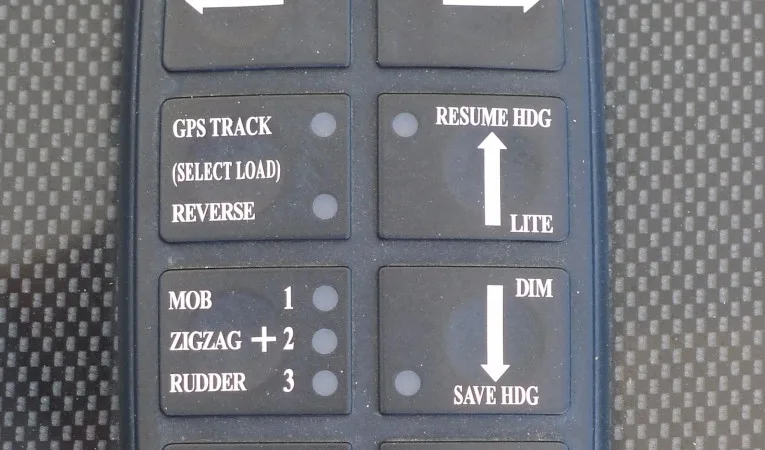 GPS TRACK
(SELECT LOAD)
REVERSE
RESUME HDG
LITE
MOB 1
ZIGZAG + 2
RUDDER 3
DIM
SAVE HDG